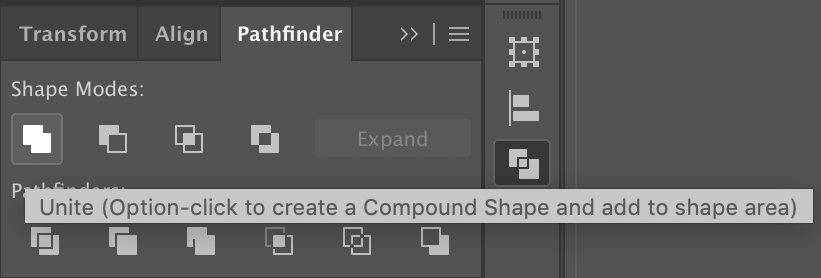 Transform Align Pathfinder
Shape Modes:
Expand
Pathfinders:
Unite (Option-click to create a Compound Shape and add to shape area)